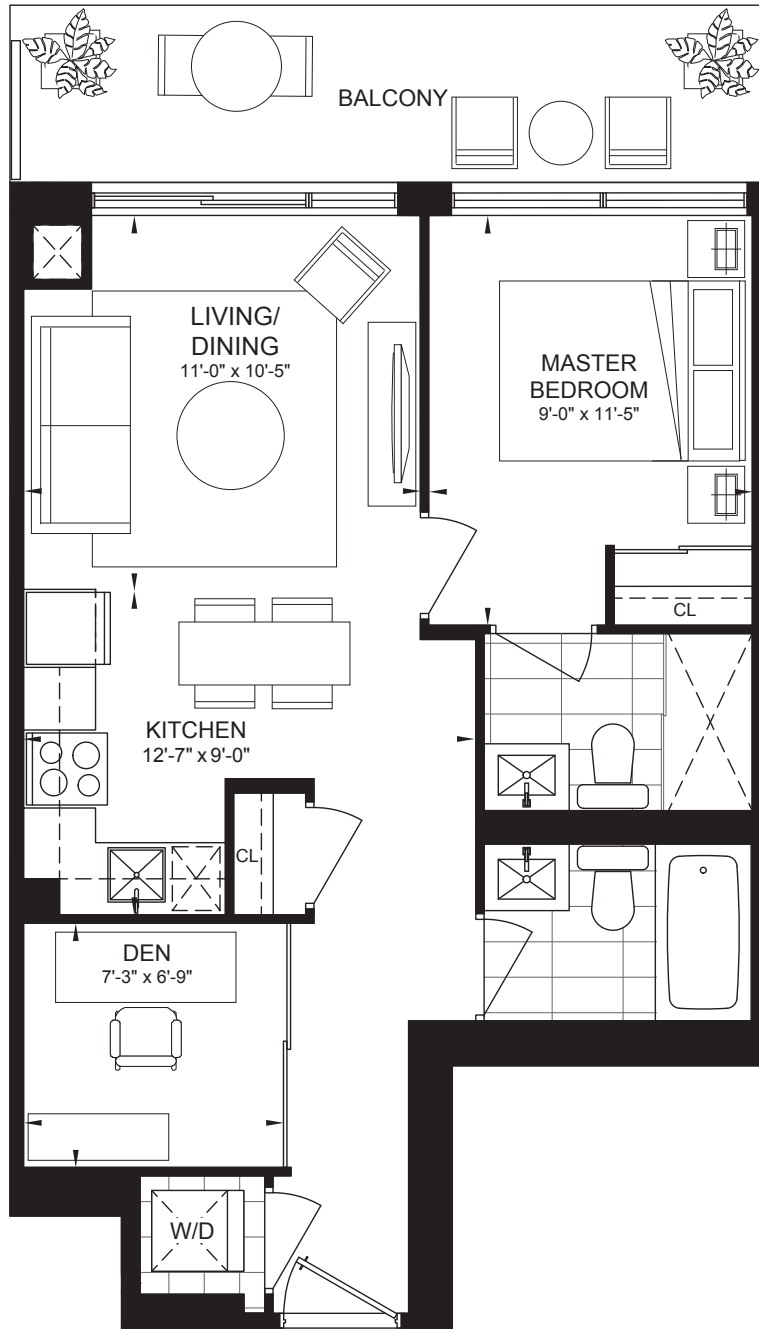 BALCONY
LIVING/
DINING
11'-0" x 10'-5"
MASTER
BEDROOM
9'-0" x 11'-5"
CL
KITCHEN
12'-7" x 9'-0"
CL
DEN
7'-3" x 6'-9"
W/D